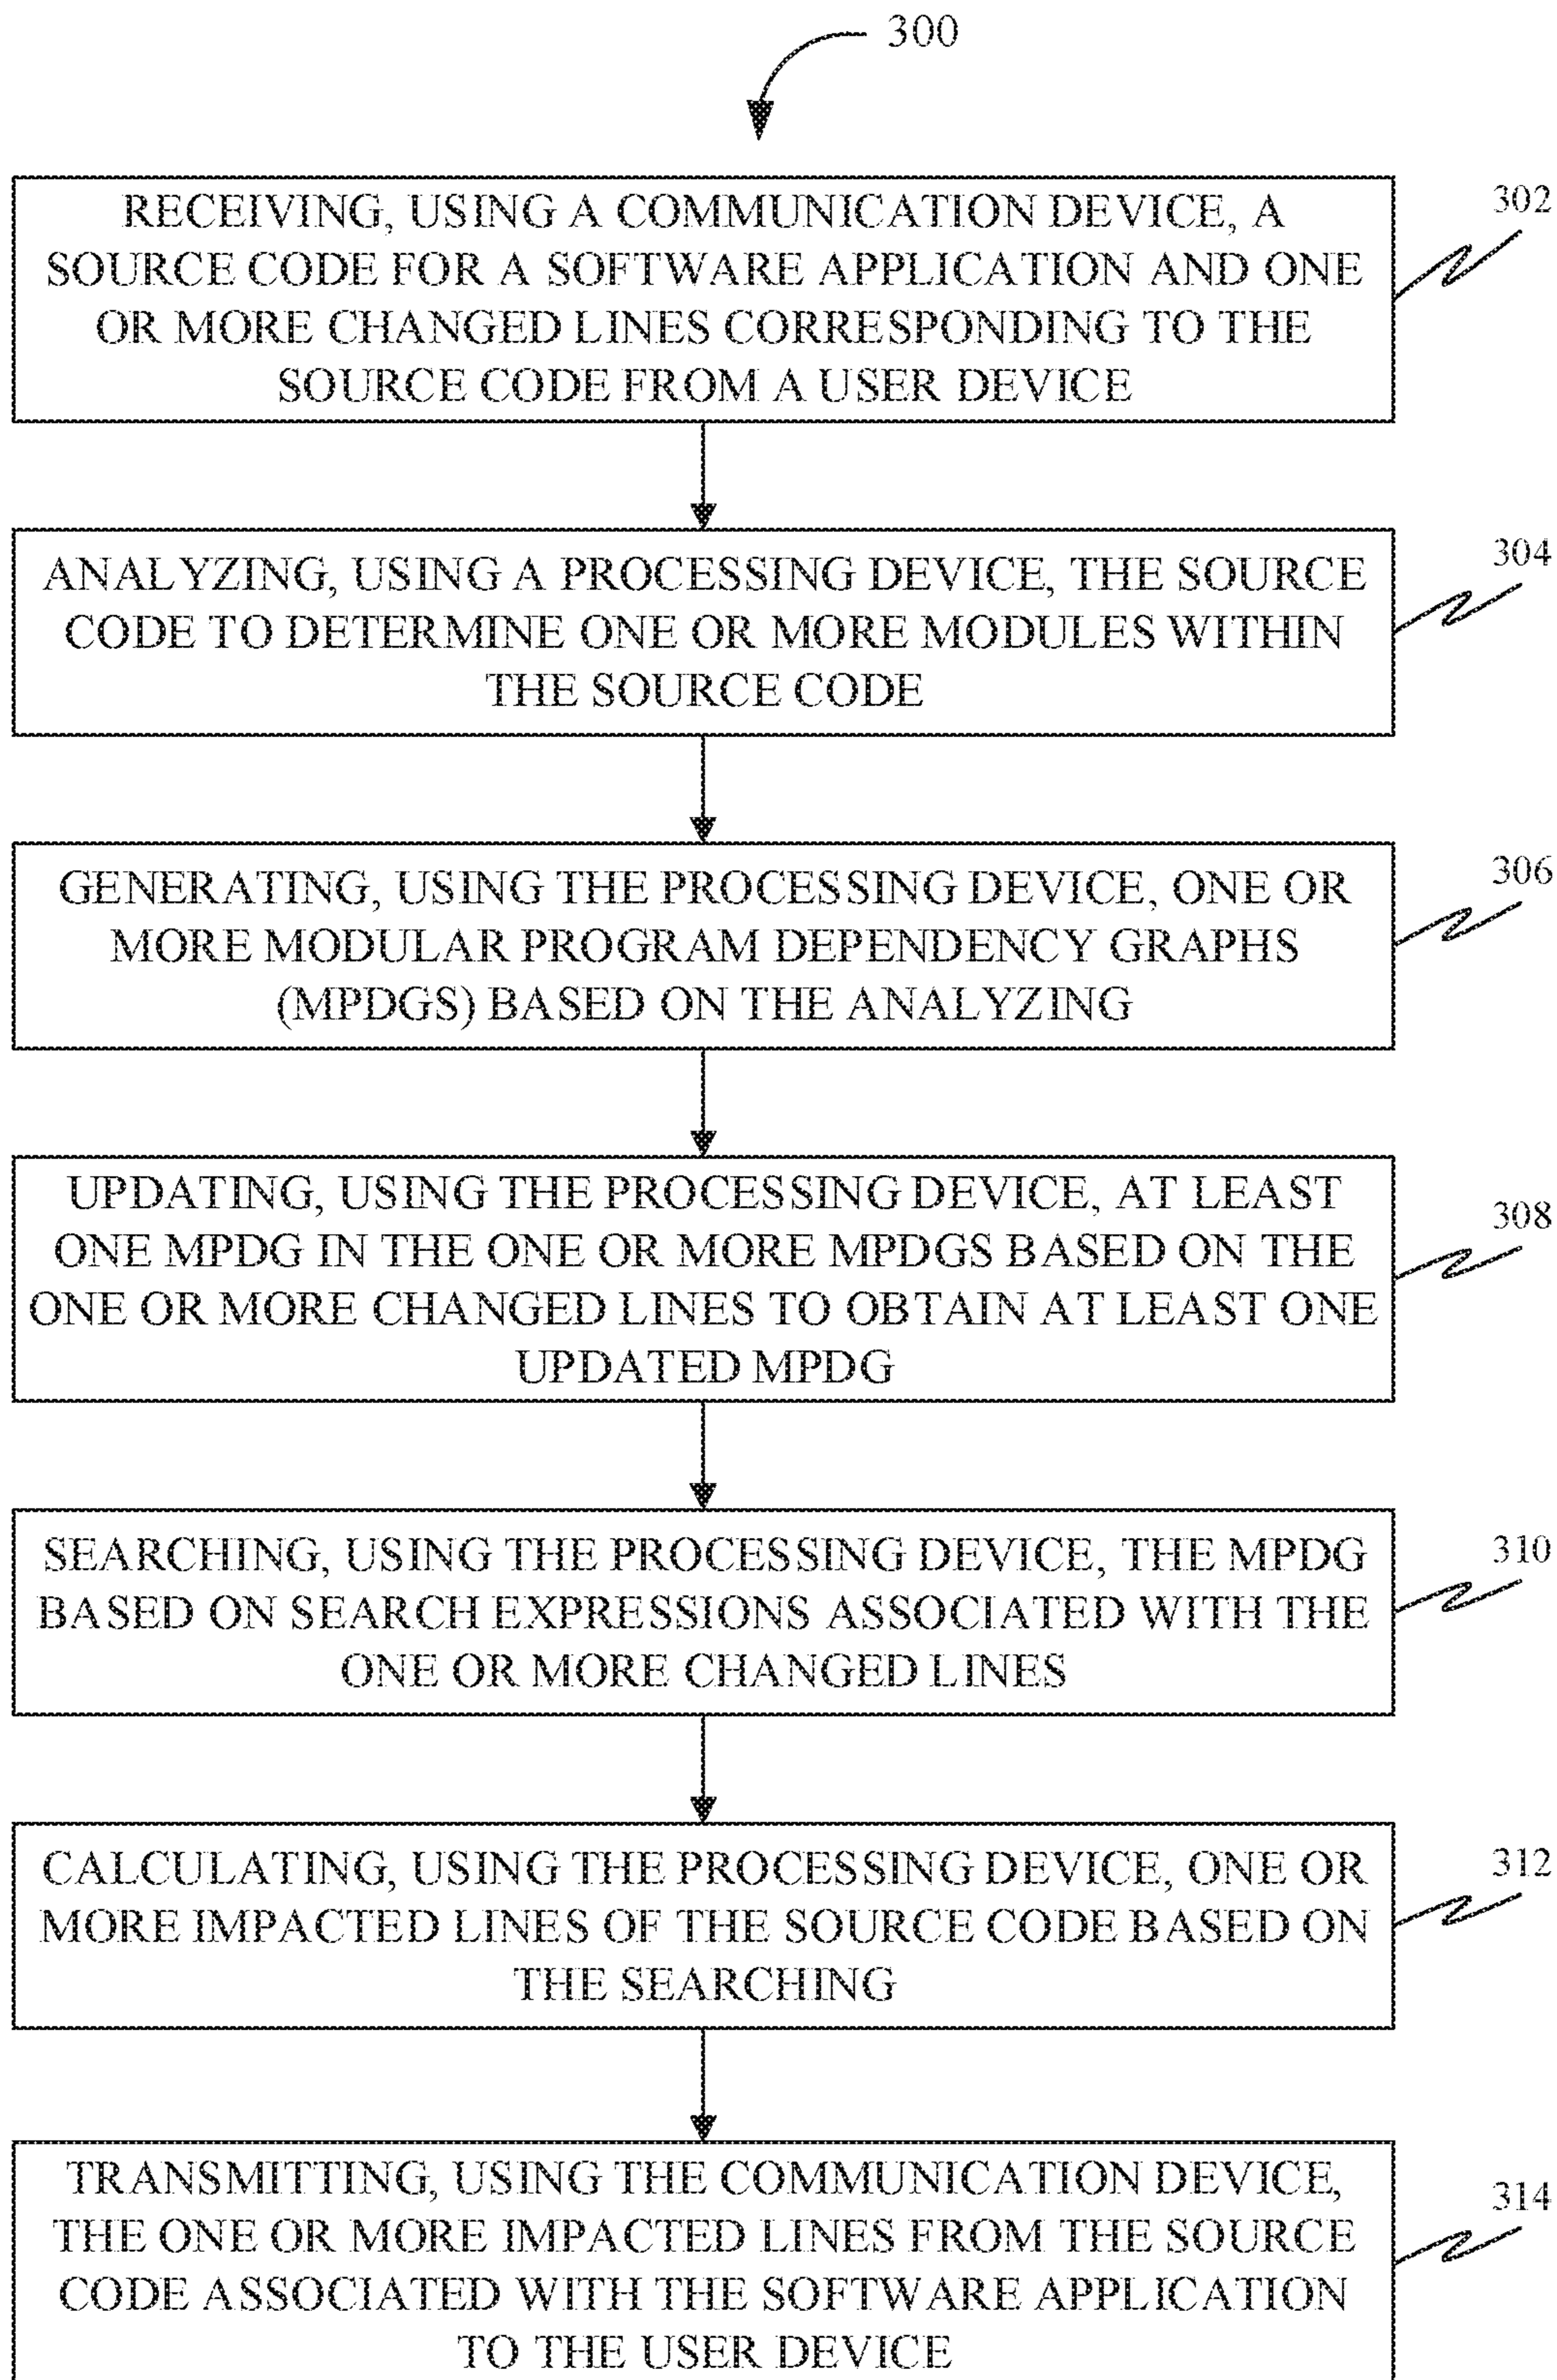 300
RECEIVING, USING A COMMUNICATION DEVICE, A
SOURCE CODE FOR A SOFTWARE APPLICATION AND ONE
OR MORE CHANGED LINES CORRESPONDING TO THE
SOURCE CODE FROM A USER DEVICE
302
ANALYZING, USING A PROCESSING DEVICE, THE SOURCE
CODE TO DETERMINE ONE OR MORE MODULES WITHIN
THE SOURCE CODE
304
GENERATING, USING THE PROCESSING DEVICE, ONE OR
MORE MODULAR PROGRAM DEPENDENCY GRAPHS
(MPDGS) BASED ON THE ANALYZING
306
UPDATING, USING THE PROCESSING DEVICE, AT LEAST
ONE MPDG IN THE ONE OR MORE MPDGS BASED ON THE
ONE OR MORE CHANGED LINES TO OBTAIN AT LEAST ONE
UPDATED MPDG
308
SEARCHING, USING THE PROCESSING DEVICE, THE MPDG
BASED ON SEARCH EXPRESSIONS ASSOCIATED WITH THE
ONE OR MORE CHANGED LINES
310
CALCULATING, USING THE PROCESSING DEVICE, ONE OR
MORE IMPACTED LINES OF THE SOURCE CODE BASED ON
THE SEARCHING
312
TRANSMITTING, USING THE COMMUNICATION DEVICE,
THE ONE OR MORE IMPACTED LINES FROM THE SOURCE
CODE ASSOCIATED WITH THE SOFTWARE APPLICATION
TO THE USER DEVICE
314